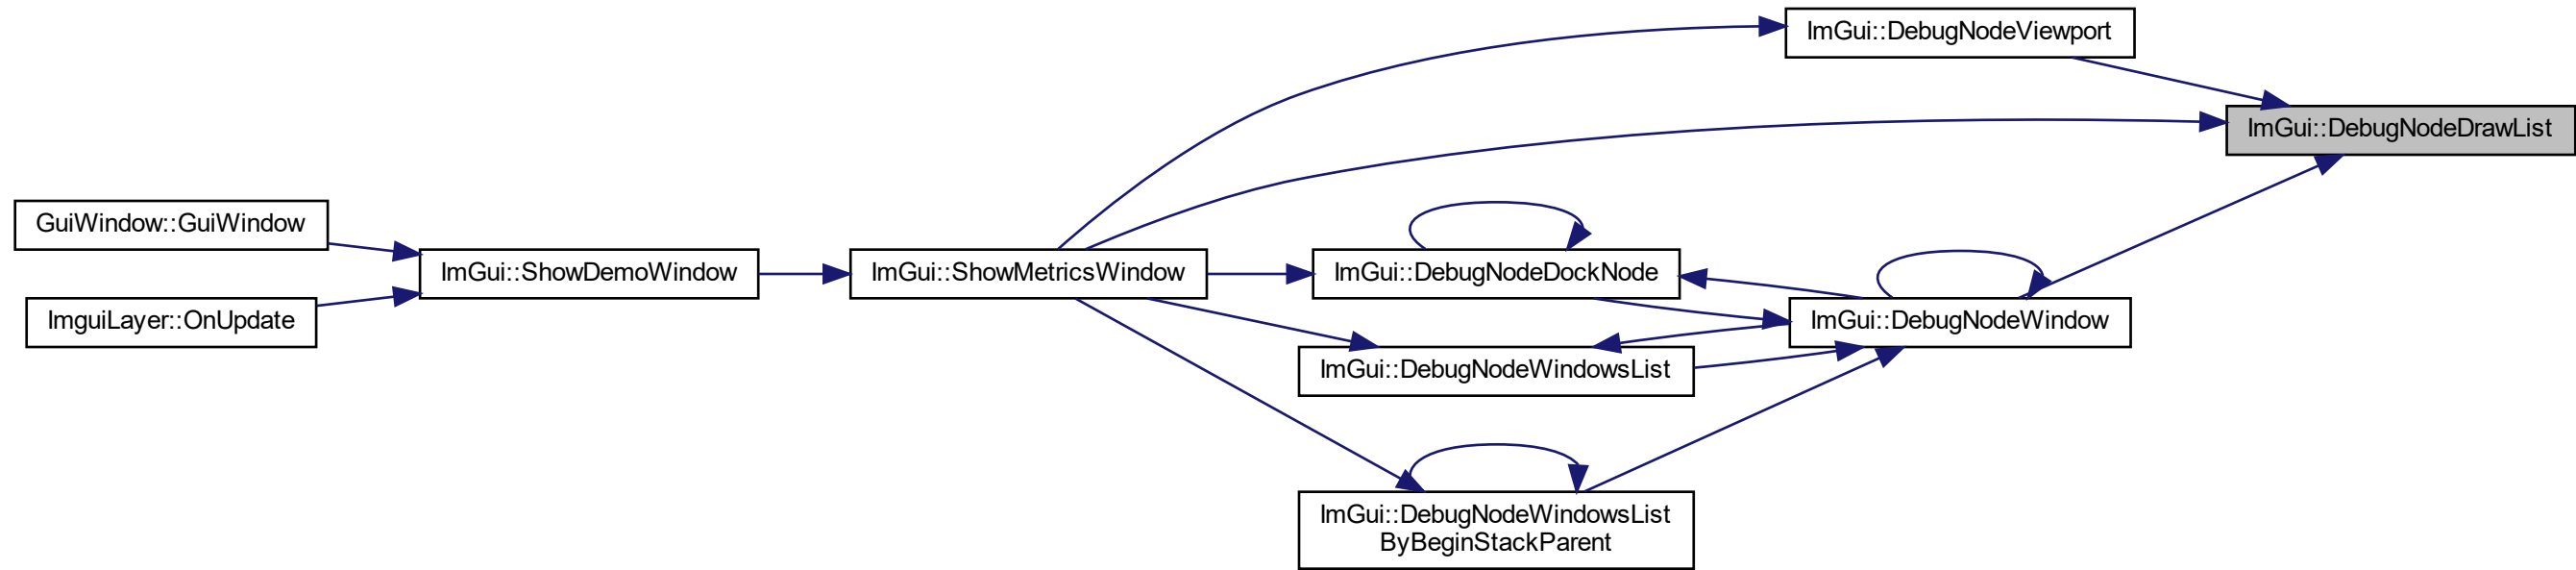 ImGui::DebugNodeViewport
ImGui::DebugNodeDrawList
GuiWindow::GuiWindow
ImGui::ShowDemoWindow
ImGui::ShowMetricsWindow
ImGui::DebugNodeDockNode
ImguiLayer::OnUpdate
ImGui::DebugNodeWindow
ImGui::DebugNodeWindowsList
ImGui::DebugNodeWindowsList
ByBeginStackParent